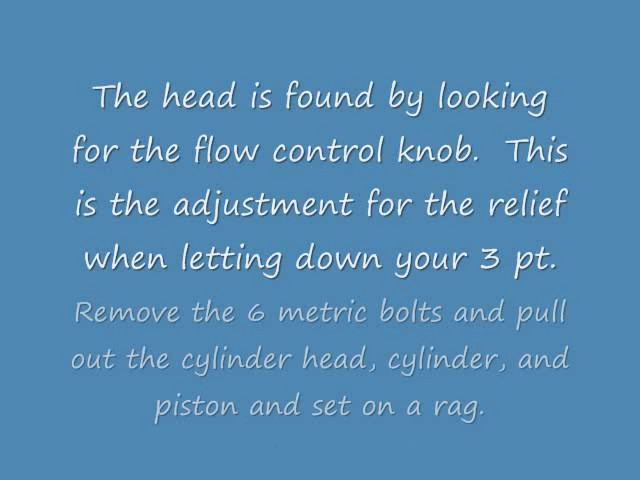 The head is found by looking
for the flow control knob.  This
is the adjustment for the relief
when letting down your 3 pt.
Remove the 6 metric bolts and pull
out the cylinder head, cylinder, and
piston and set on a rag.